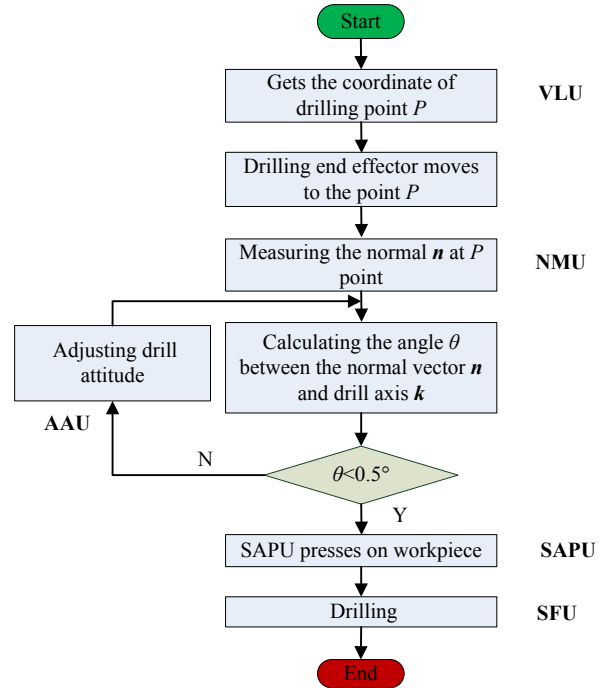 Start
Gets the coordinate of
drilling point P
VLU
Drilling end effector moves
to the point P
Measuring the normal n at P
point
NMU
Adjusting drill
attitude
AAU
Calculating the angle θ
between the normal vector n
and drill axis k
N
θ<0.5°
Y
SAPU presses on workpiece
SAPU
Drilling
SFU
End